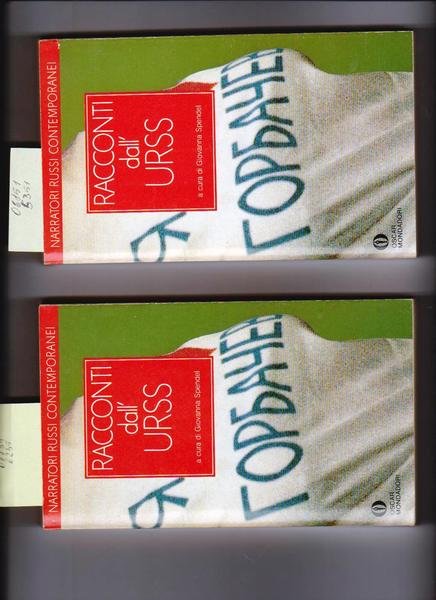 NARRATORI RUSSI CONTEMPORANEI
RACCONTI
dall'
URSS
a cura di Giovanna Spendel
Я
ГОРБАЧЕВ
OSCAR
MONDADORI
NARRATORI RUSSI CONTEMPORANEI
RACCONTI
dall'
URSS
a cura di Giovanna Spendel
Я
ГОРБАЧЕВ
OSCAR
MONDADORI